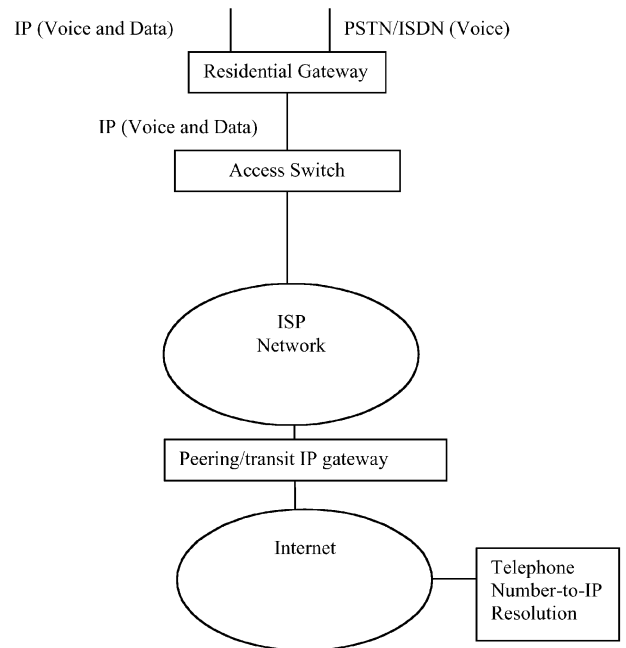 IP (Voice and Data)
PSTN/ISDN (Voice)
Residential Gateway
IP (Voice and Data)
Access Switch
ISP
Network
Peering/transit IP gateway
Internet
Telephone
Number-to-IP
Resolution